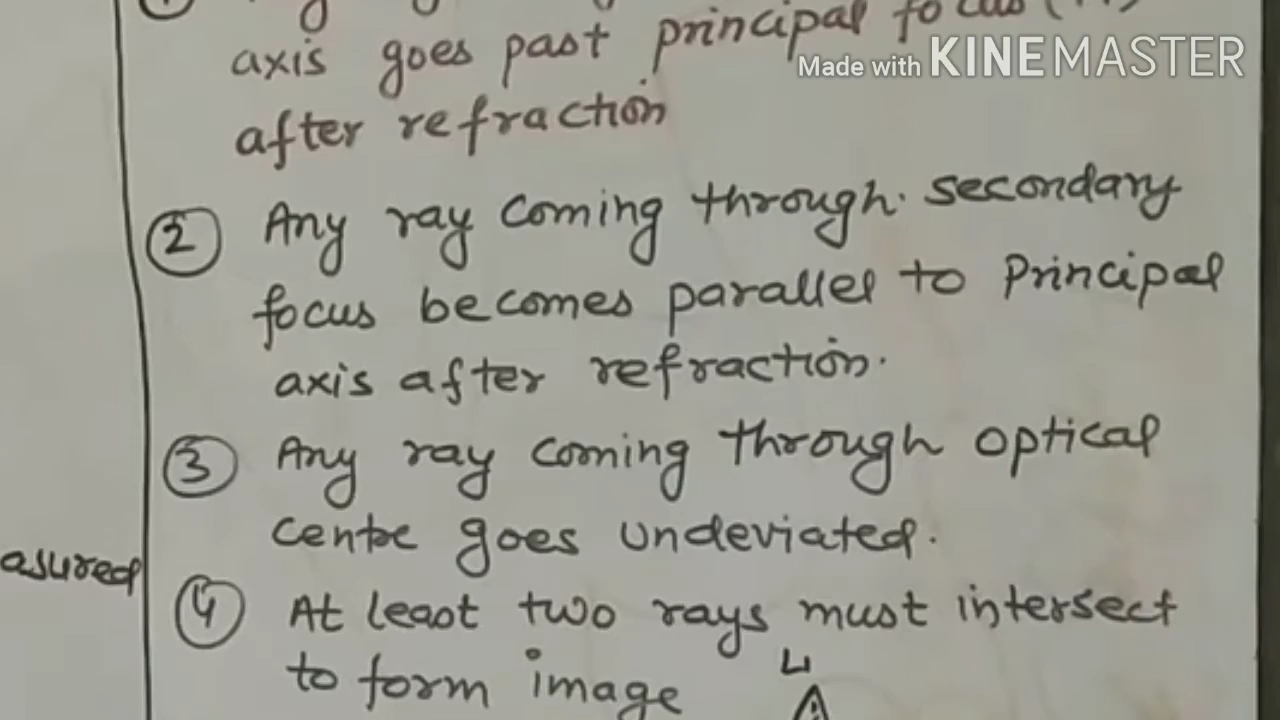 axis goes past principal focus
Made with KINEMASTER
after refraction
② Any ray coming through secondary
focus becomes parallel to Principal
axis after refraction.
③ Any ray coming through optical
centre goes undeviated.
asured
④ At least two rays must intersect
to form image